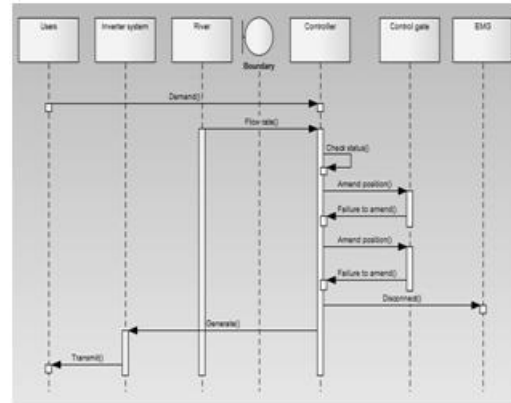 Users
Inverter system
River
Boundary
Controller
Control gate
EMG
Demand()
Flow rate()
Check status()
Amend position()
Failure to amend()
Amend position()
Failure to amend()
Disconnect()
Generate()
Transmit()